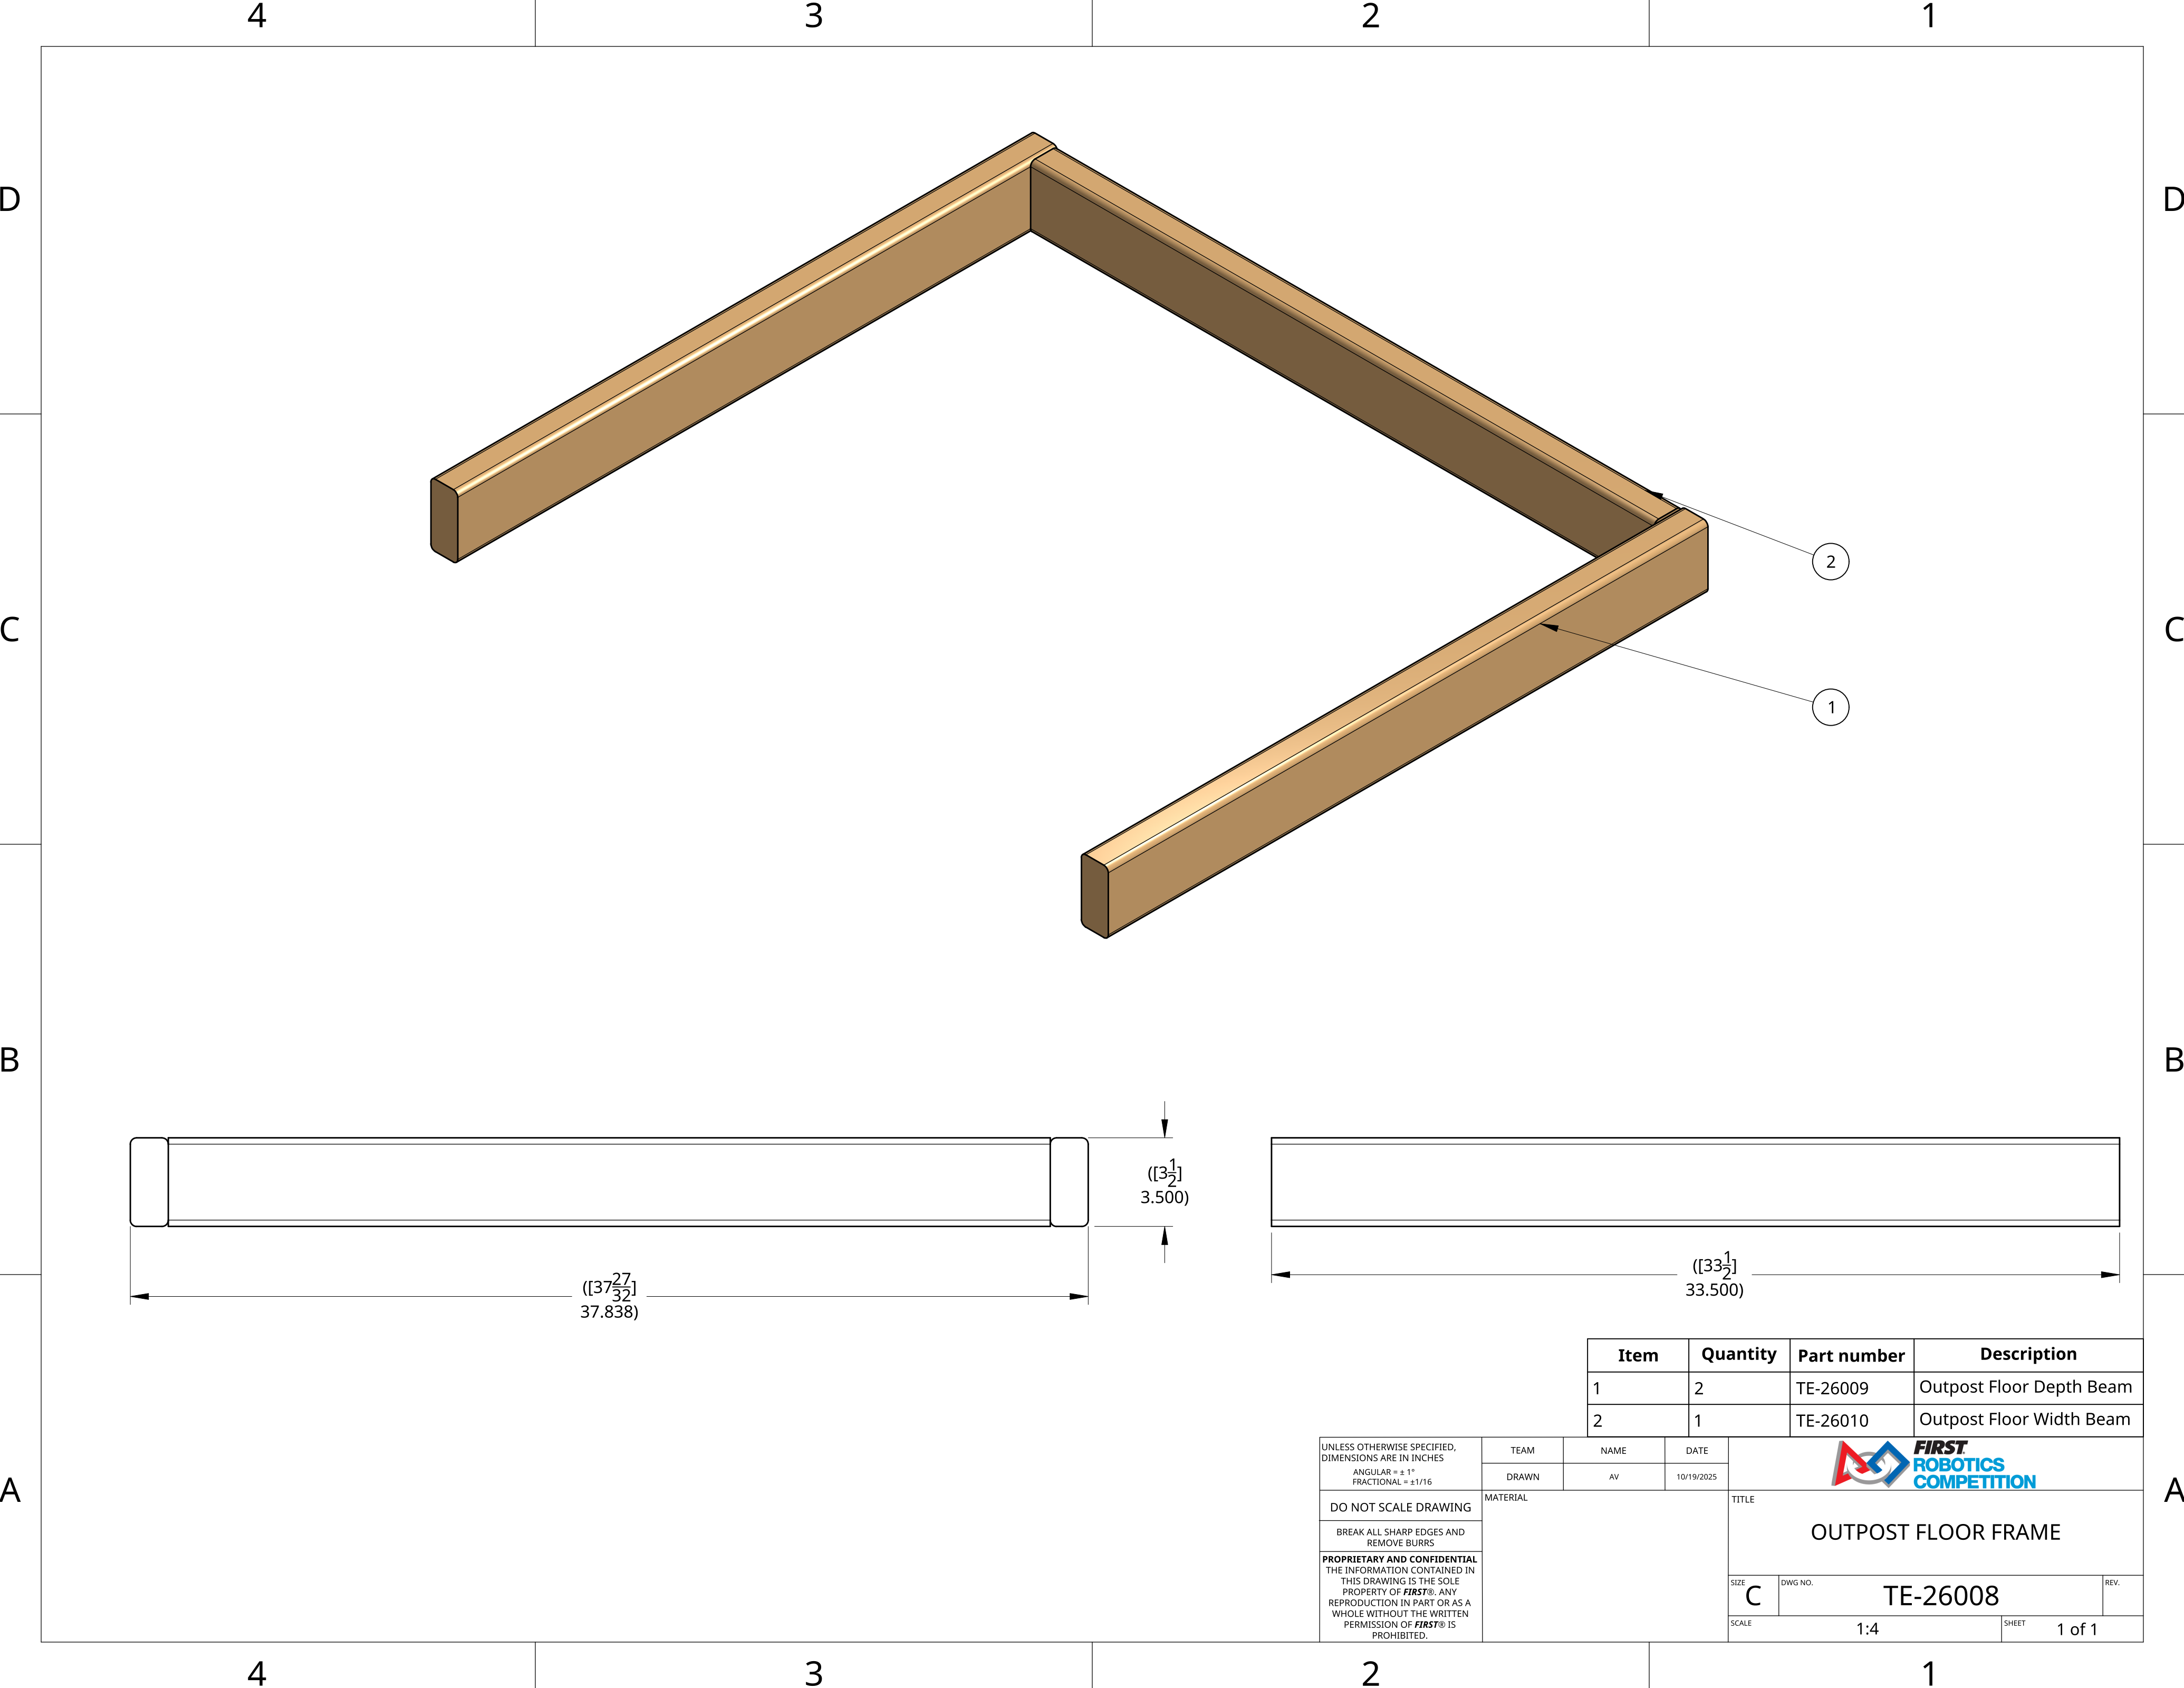 4 3 2 1
D D
2
C C
1
B B
([3 1/2]
3.500)
([37 27/32]
37.838)
([33 1/2]
33.500)
Item Quantity Part number Description
1 2 TE-26009 Outpost Floor Depth Beam
2 1 TE-26010 Outpost Floor Width Beam
A A
UNLESS OTHERWISE SPECIFIED,
DIMENSIONS ARE IN INCHES
ANGULAR = ± 1°
FRACTIONAL = ±1/16
DO NOT SCALE DRAWING
BREAK ALL SHARP EDGES AND
REMOVE BURRS
PROPRIETARY AND CONFIDENTIAL
THE INFORMATION CONTAINED IN
THIS DRAWING IS THE SOLE
PROPERTY OF FIRST®. ANY
REPRODUCTION IN PART OR AS A
WHOLE WITHOUT THE WRITTEN
PERMISSION OF FIRST® IS
PROHIBITED.
TEAM NAME DATE
DRAWN AV 10/19/2025
MATERIAL
FIRST®
ROBOTICS
COMPETITION
TITLE
OUTPOST FLOOR FRAME
SIZE C DWG NO. TE-26008 REV.
SCALE 1:4 SHEET 1 of 1
4 3 2 1